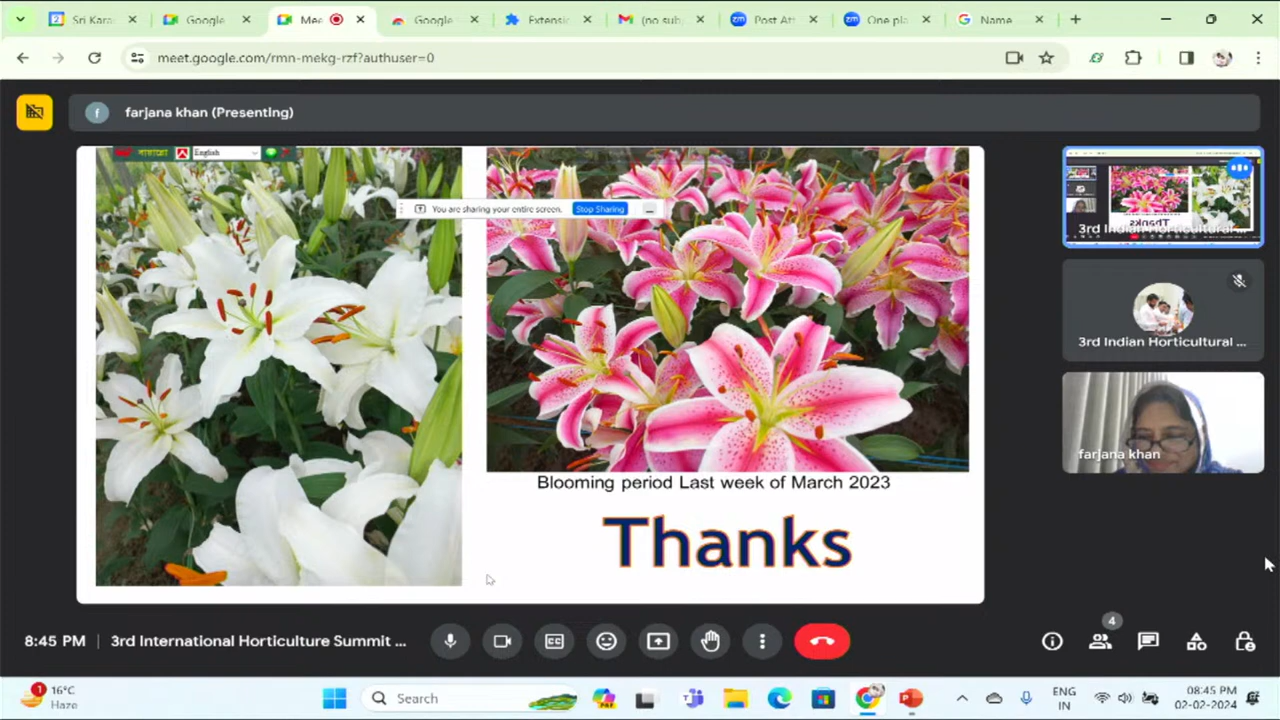 Sri Kara
Google
Mee
Google
Extensio
(no sub
Post Att
One pla
Name
meet.google.com/rmn-mekg-rzf?authuser=0
f
farjana khan (Presenting)
English
You are sharing your entire screen.
Stop Sharing
Blooming period Last week of March 2023
Thanks
Thanks
3rd Indian Horticultural ...
3rd Indian Horticultural ...
farjana khan
8:45 PM
3rd International Horticulture Summit ...
4
1
16°C
Haze
Search
ENG
IN
08:45 PM
02-02-2024